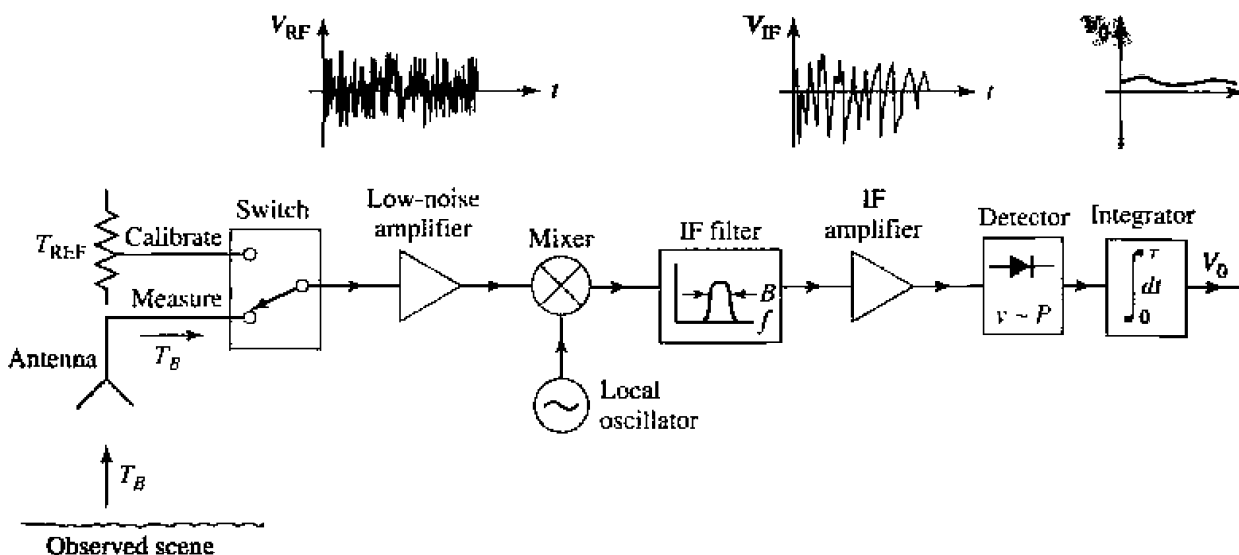 V_RF
t
V_IF
t
V_0
T_REF
Calibrate
Switch
Low-noise
amplifier
Mixer
IF filter
B
f
IF
amplifier
Detector
v ~ P
Integrator
τ
dt
0
V_0
Measure
T_B
Antenna
Local
oscillator
T_B
Observed scene